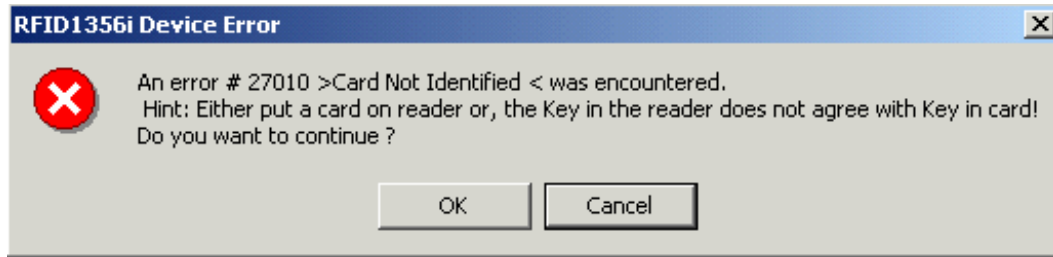 RFID1356i Device Error
An error # 27010 >Card Not Identified < was encountered.
Hint: Either put a card on reader or, the Key in the reader does not agree with Key in card!
Do you want to continue ?
OK Cancel